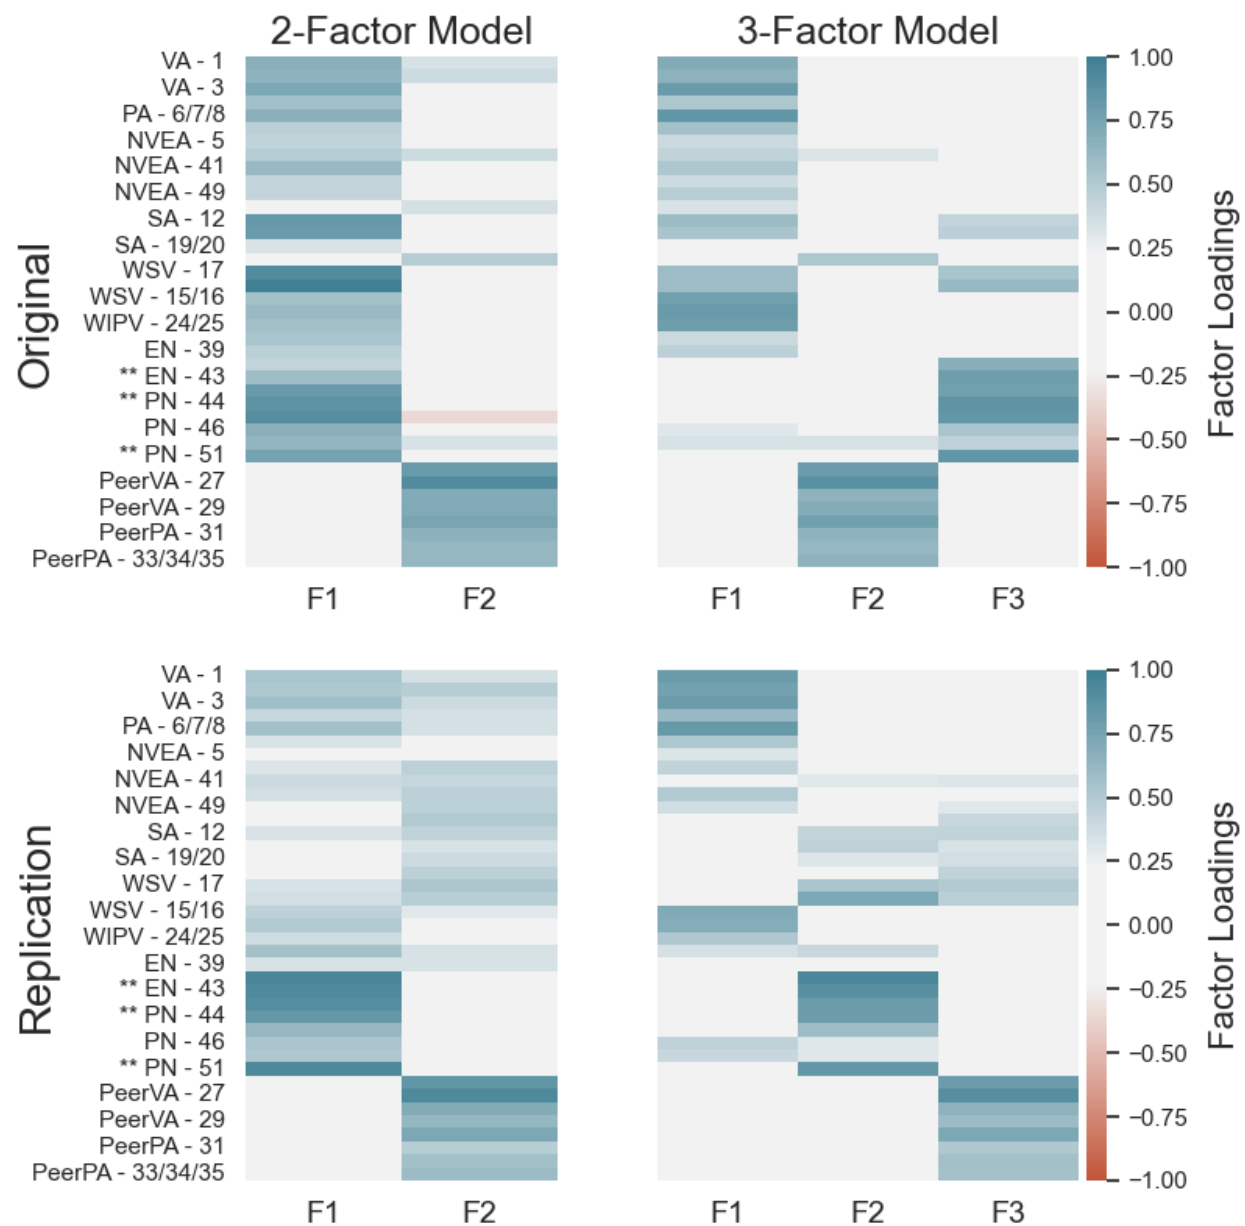 2-Factor Model
3-Factor Model
Original
VA - 1
VA - 3
PA - 6/7/8
NVEA - 5
NVEA - 41
NVEA - 49
SA - 12
SA - 19/20
WSV - 17
WSV - 15/16
WIPV - 24/25
EN - 39
** EN - 43
** PN - 44
PN - 46
** PN - 51
PeerVA - 27
PeerVA - 29
PeerPA - 31
PeerPA - 33/34/35
F1
F2
F1
F2
F3
1.00
0.75
0.50
0.25
0.00
−0.25
−0.50
−0.75
−1.00
Factor Loadings
Replication
VA - 1
VA - 3
PA - 6/7/8
NVEA - 5
NVEA - 41
NVEA - 49
SA - 12
SA - 19/20
WSV - 17
WSV - 15/16
WIPV - 24/25
EN - 39
** EN - 43
** PN - 44
PN - 46
** PN - 51
PeerVA - 27
PeerVA - 29
PeerPA - 31
PeerPA - 33/34/35
F1
F2
F1
F2
F3
1.00
0.75
0.50
0.25
0.00
−0.25
−0.50
−0.75
−1.00
Factor Loadings